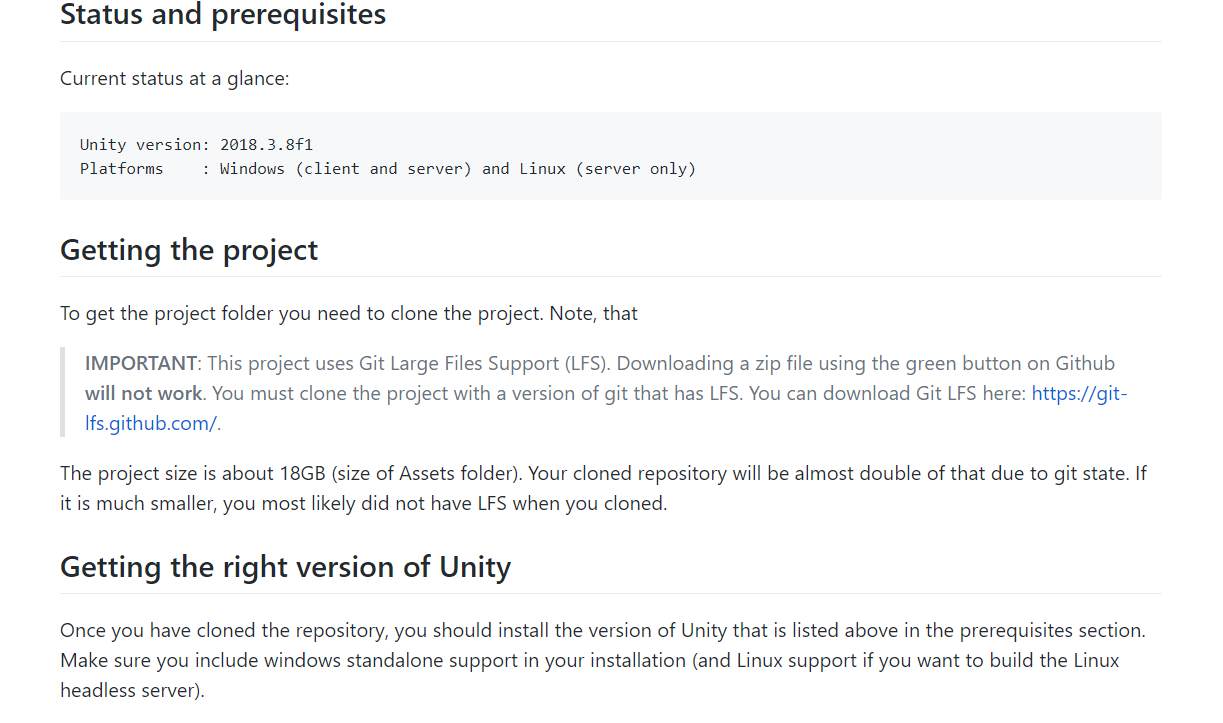 Status and prerequisites
Current status at a glance:
Unity version: 2018.3.8f1
Platforms    : Windows (client and server) and Linux (server only)
Getting the project
To get the project folder you need to clone the project. Note, that
IMPORTANT: This project uses Git Large Files Support (LFS). Downloading a zip file using the green button on Github
will not work. You must clone the project with a version of git that has LFS. You can download Git LFS here: https://git-
lfs.github.com/.
The project size is about 18GB (size of Assets folder). Your cloned repository will be almost double of that due to git state. If
it is much smaller, you most likely did not have LFS when you cloned.
Getting the right version of Unity
Once you have cloned the repository, you should install the version of Unity that is listed above in the prerequisites section.
Make sure you include windows standalone support in your installation (and Linux support if you want to build the Linux
headless server).